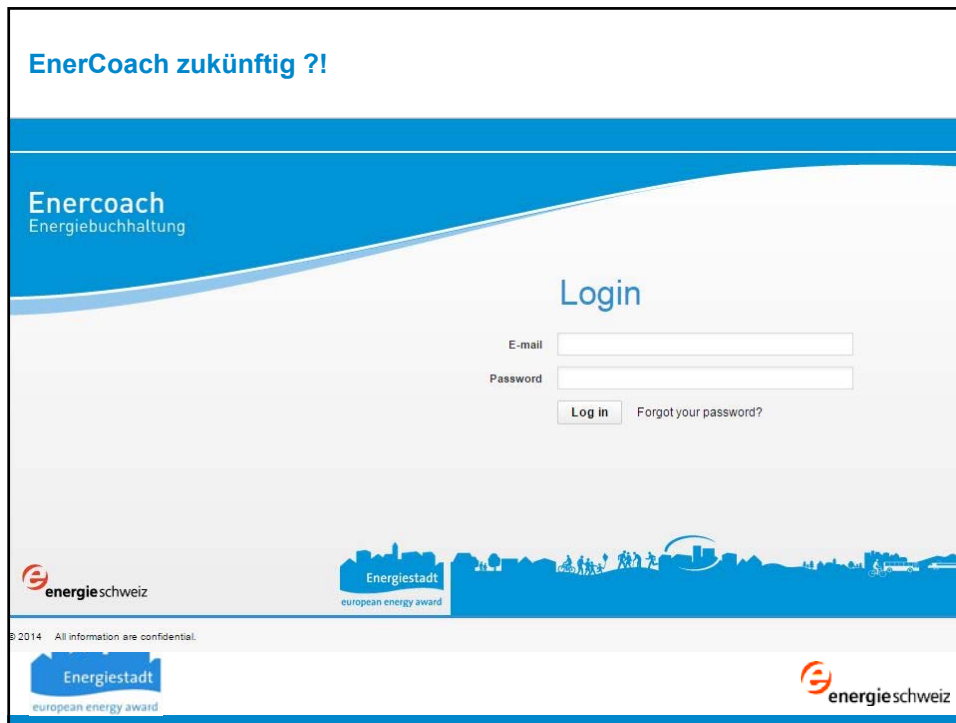 EnerCoach zukünftig ?!
Enercoach
Energiebuchhaltung
Login
E-mail
Password
Log in Forgot your password?
energieschweiz
Energiestadt
european energy award
© 2014 All information are confidential.
Energiestadt
european energy award
energieschweiz